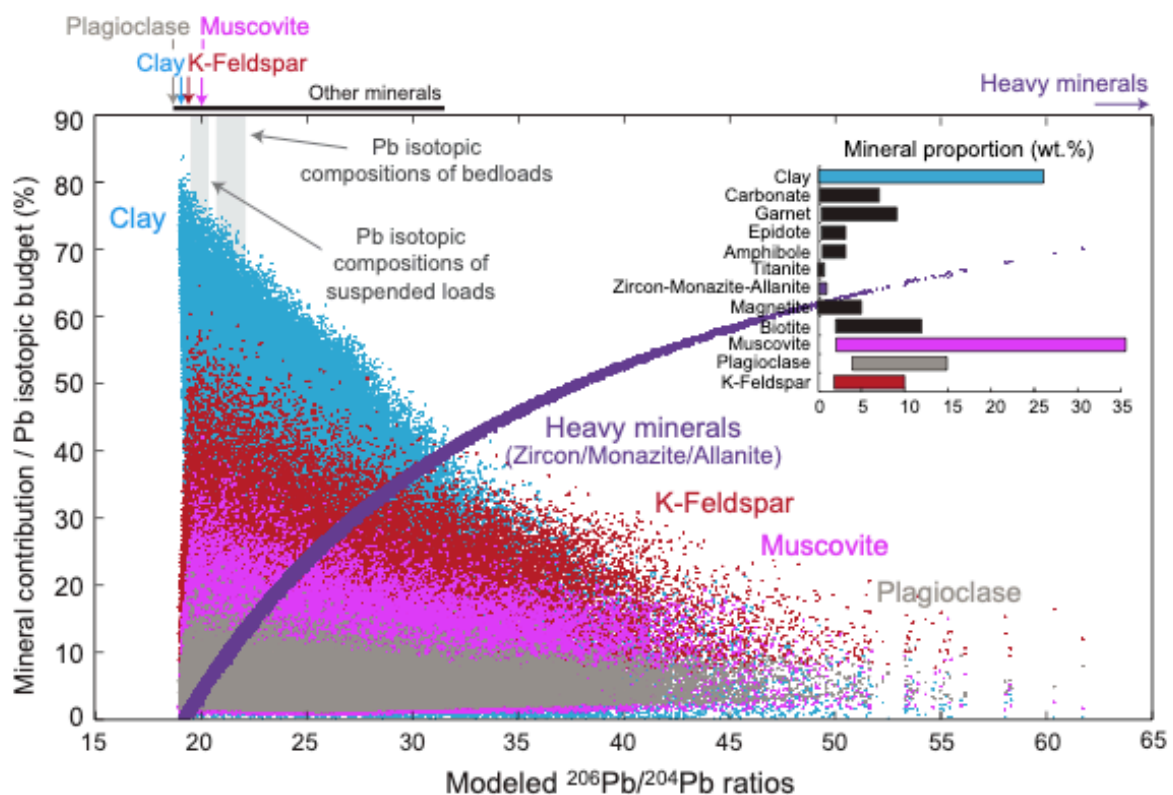 Plagioclase Muscovite
Clay K-Feldspar
Other minerals
Heavy minerals
Mineral contribution / Pb isotopic budget (%)
90
80
70
60
50
40
30
20
10
0
Pb isotopic
compositions of bedloads
Pb isotopic
compositions of
suspended loads
Clay
Mineral proportion (wt.%)
Clay
Carbonate
Garnet
Epidote
Amphibole
Titanite
Zircon-Monazite-Allanite
Magnetite
Biotite
Muscovite
Plagioclase
K-Feldspar
0 5 10 15 20 25 30 35
Heavy minerals
(Zircon/Monazite/Allanite)
K-Feldspar
Muscovite
Plagioclase
15 20 25 30 35 40 45 50 55 60 65
Modeled ²⁰⁶Pb/²⁰⁴Pb ratios